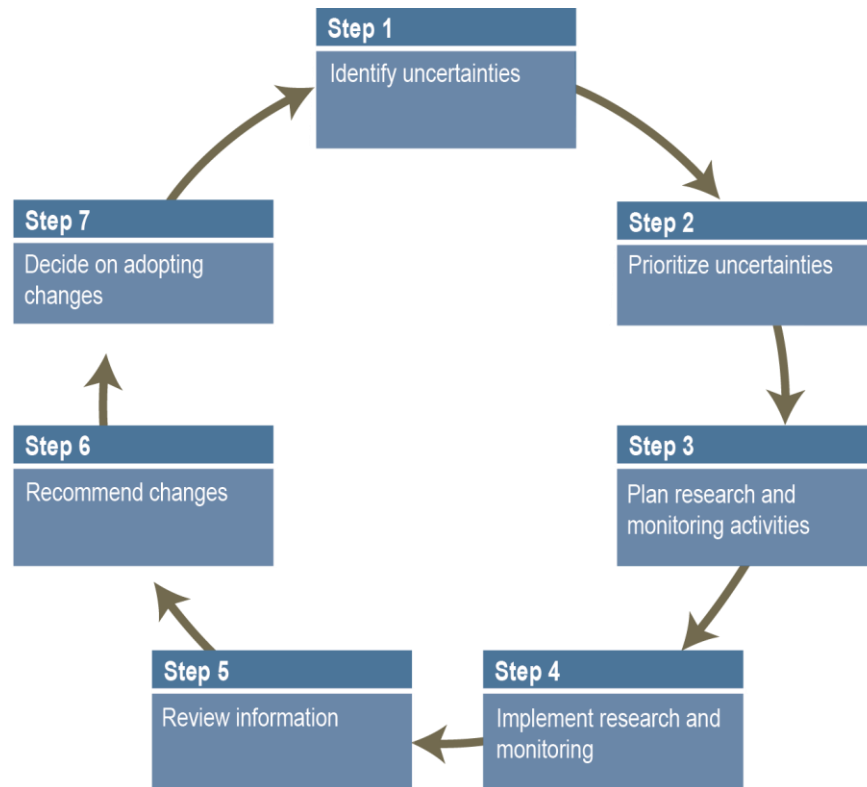 Step 1
Identify uncertainties
Step 2
Prioritize uncertainties
Step 3
Plan research and
monitoring activities
Step 4
Implement research and
monitoring
Step 5
Review information
Step 6
Recommend changes
Step 7
Decide on adopting
changes